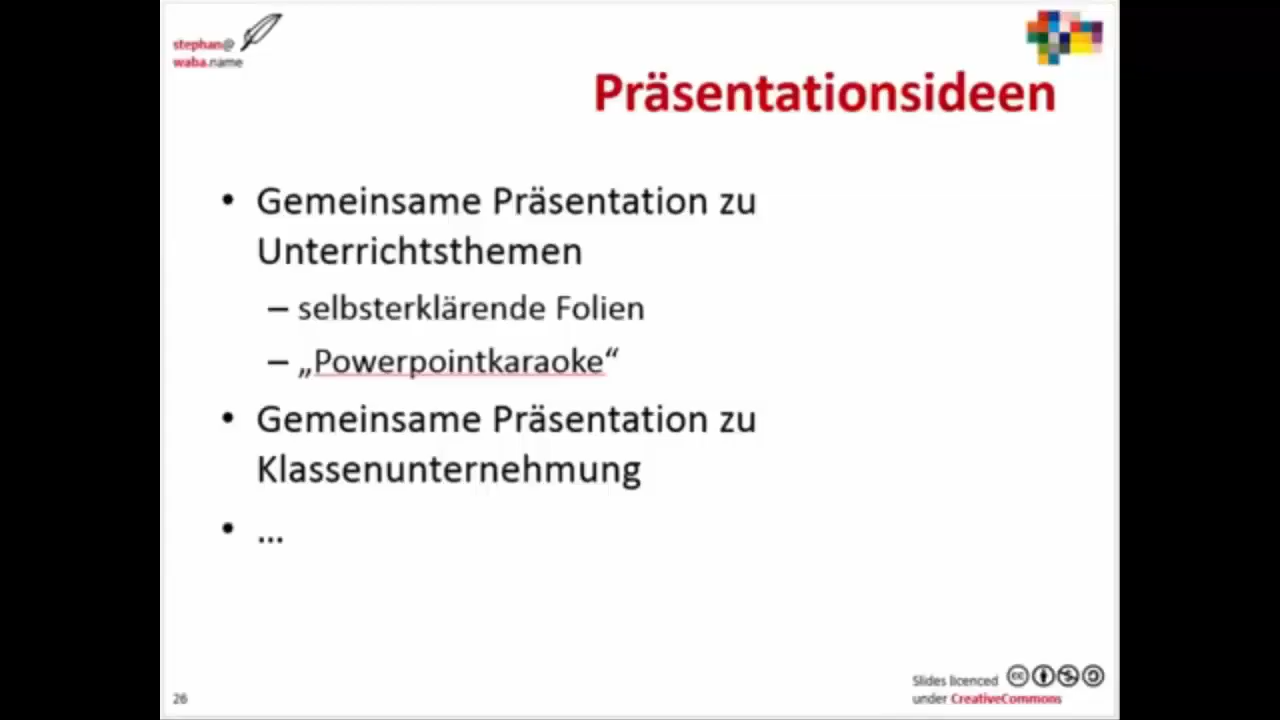 stephan@
waba.name
Präsentationsideen
• Gemeinsame Präsentation zu
Unterrichtsthemen
– selbsterklärende Folien
– „Powerpointkaraoke“
• Gemeinsame Präsentation zu
Klassenunternehmung
• ...
26
Slides licenced
under CreativeCommons
cc